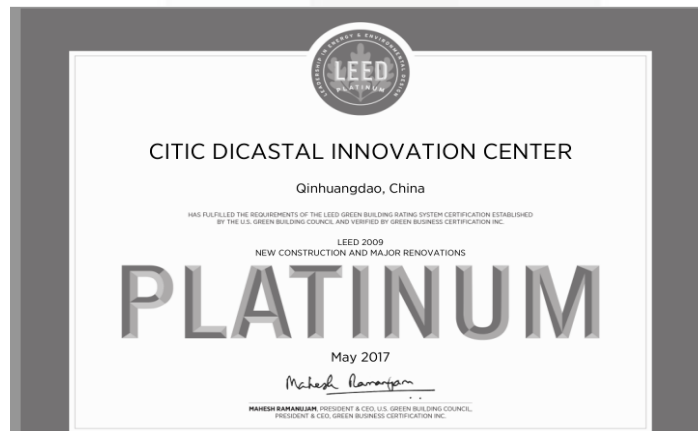 LEADERSHIP IN ENERGY & ENVIRONMENTAL DESIGN
LEED
PLATINUM
CITIC DICASTAL INNOVATION CENTER
Qinhuangdao, China
HAS FULFILLED THE REQUIREMENTS OF THE LEED GREEN BUILDING RATING SYSTEM CERTIFICATION ESTABLISHED
BY THE U.S. GREEN BUILDING COUNCIL AND VERIFIED BY GREEN BUSINESS CERTIFICATION INC.
LEED 2009
NEW CONSTRUCTION AND MAJOR RENOVATIONS
PLATINUM
May 2017
Mahesh Ramanujam
MAHESH RAMANUJAM, PRESIDENT & CEO, U.S. GREEN BUILDING COUNCIL,
PRESIDENT & CEO, GREEN BUSINESS CERTIFICATION INC.